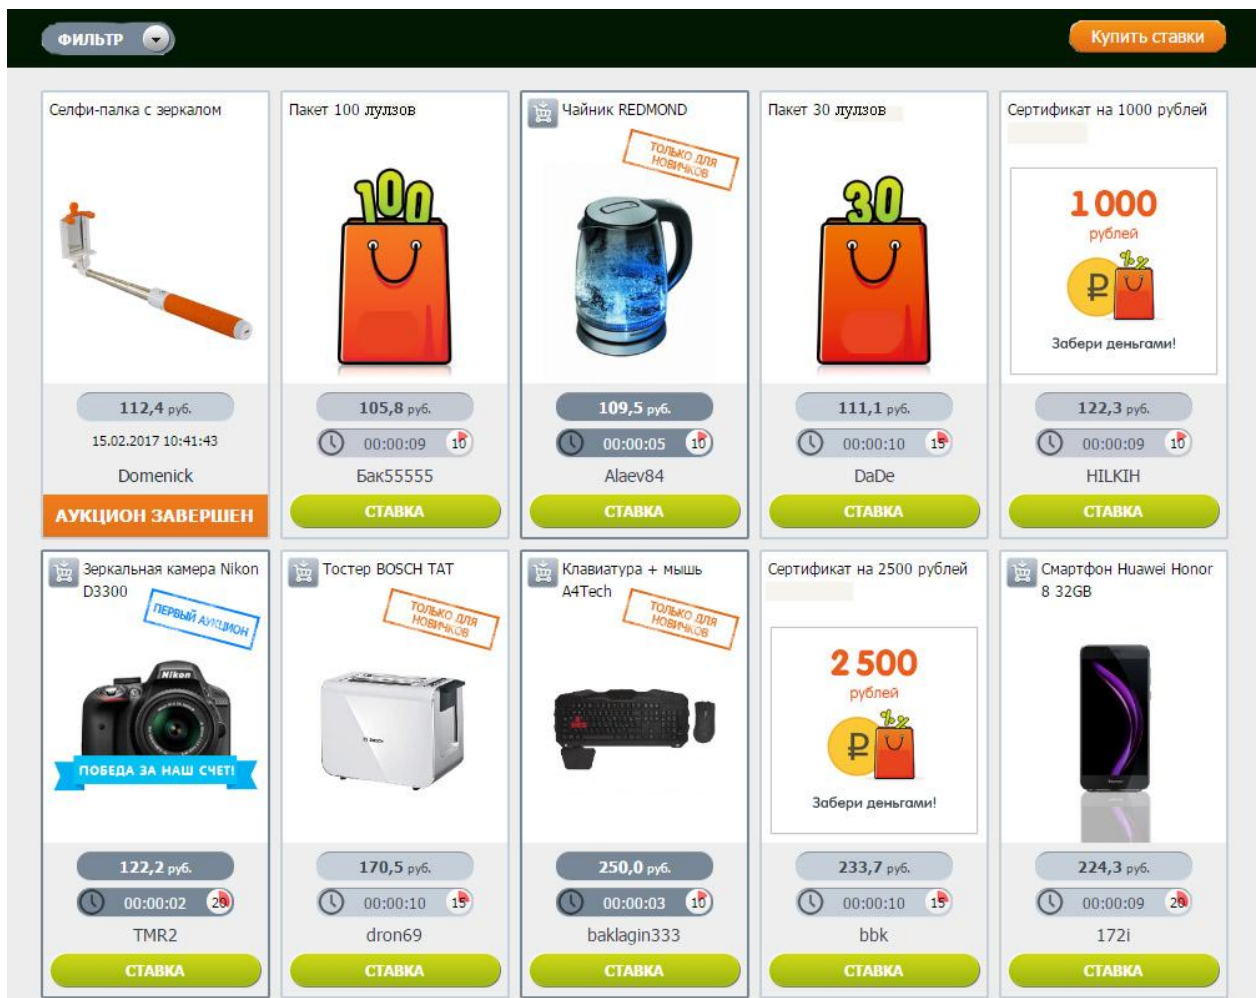 ФИЛЬТР
Купить ставки
Селфи-палка с зеркалом
112,4 руб.
15.02.2017 10:41:43
Domenick
АУКЦИОН ЗАВЕРШЕН
Пакет 100 лулзов
100
105,8 руб.
00:00:09 10
Бак55555
СТАВКА
Чайник REDMOND
ТОЛЬКО ДЛЯ
НОВИЧКОВ
109,5 руб.
00:00:05 10
Alaev84
СТАВКА
Пакет 30 лулзов
30
111,1 руб.
00:00:10 15
DaDe
СТАВКА
Сертификат на 1000 рублей
1000
рублей
%%
₽
Забери деньгами!
122,3 руб.
00:00:09 10
HILKIH
СТАВКА
Зеркальная камера Nikon
D3300
ПЕРВЫЙ АУКЦИОН
Nikon
ПОБЕДА ЗА НАШ СЧЕТ!
122,2 руб.
00:00:02 20
TMR2
СТАВКА
Тостер BOSCH TAT
ТОЛЬКО ДЛЯ
НОВИЧКОВ
BOSCH
170,5 руб.
00:00:10 15
dron69
СТАВКА
Клавиатура + мышь
A4Tech
ТОЛЬКО ДЛЯ
НОВИЧКОВ
250,0 руб.
00:00:03 10
baklagin333
СТАВКА
Сертификат на 2500 рублей
2500
рублей
%%
₽
Забери деньгами!
233,7 руб.
00:00:10 15
bbk
СТАВКА
Смартфон Huawei Honor
8 32GB
224,3 руб.
00:00:09 20
172i
СТАВКА